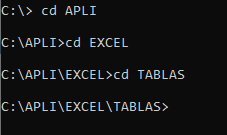 C:\> cd APLI
C:\APLI>cd EXCEL
C:\APLI\EXCEL>cd TABLAS
C:\APLI\EXCEL\TABLAS>